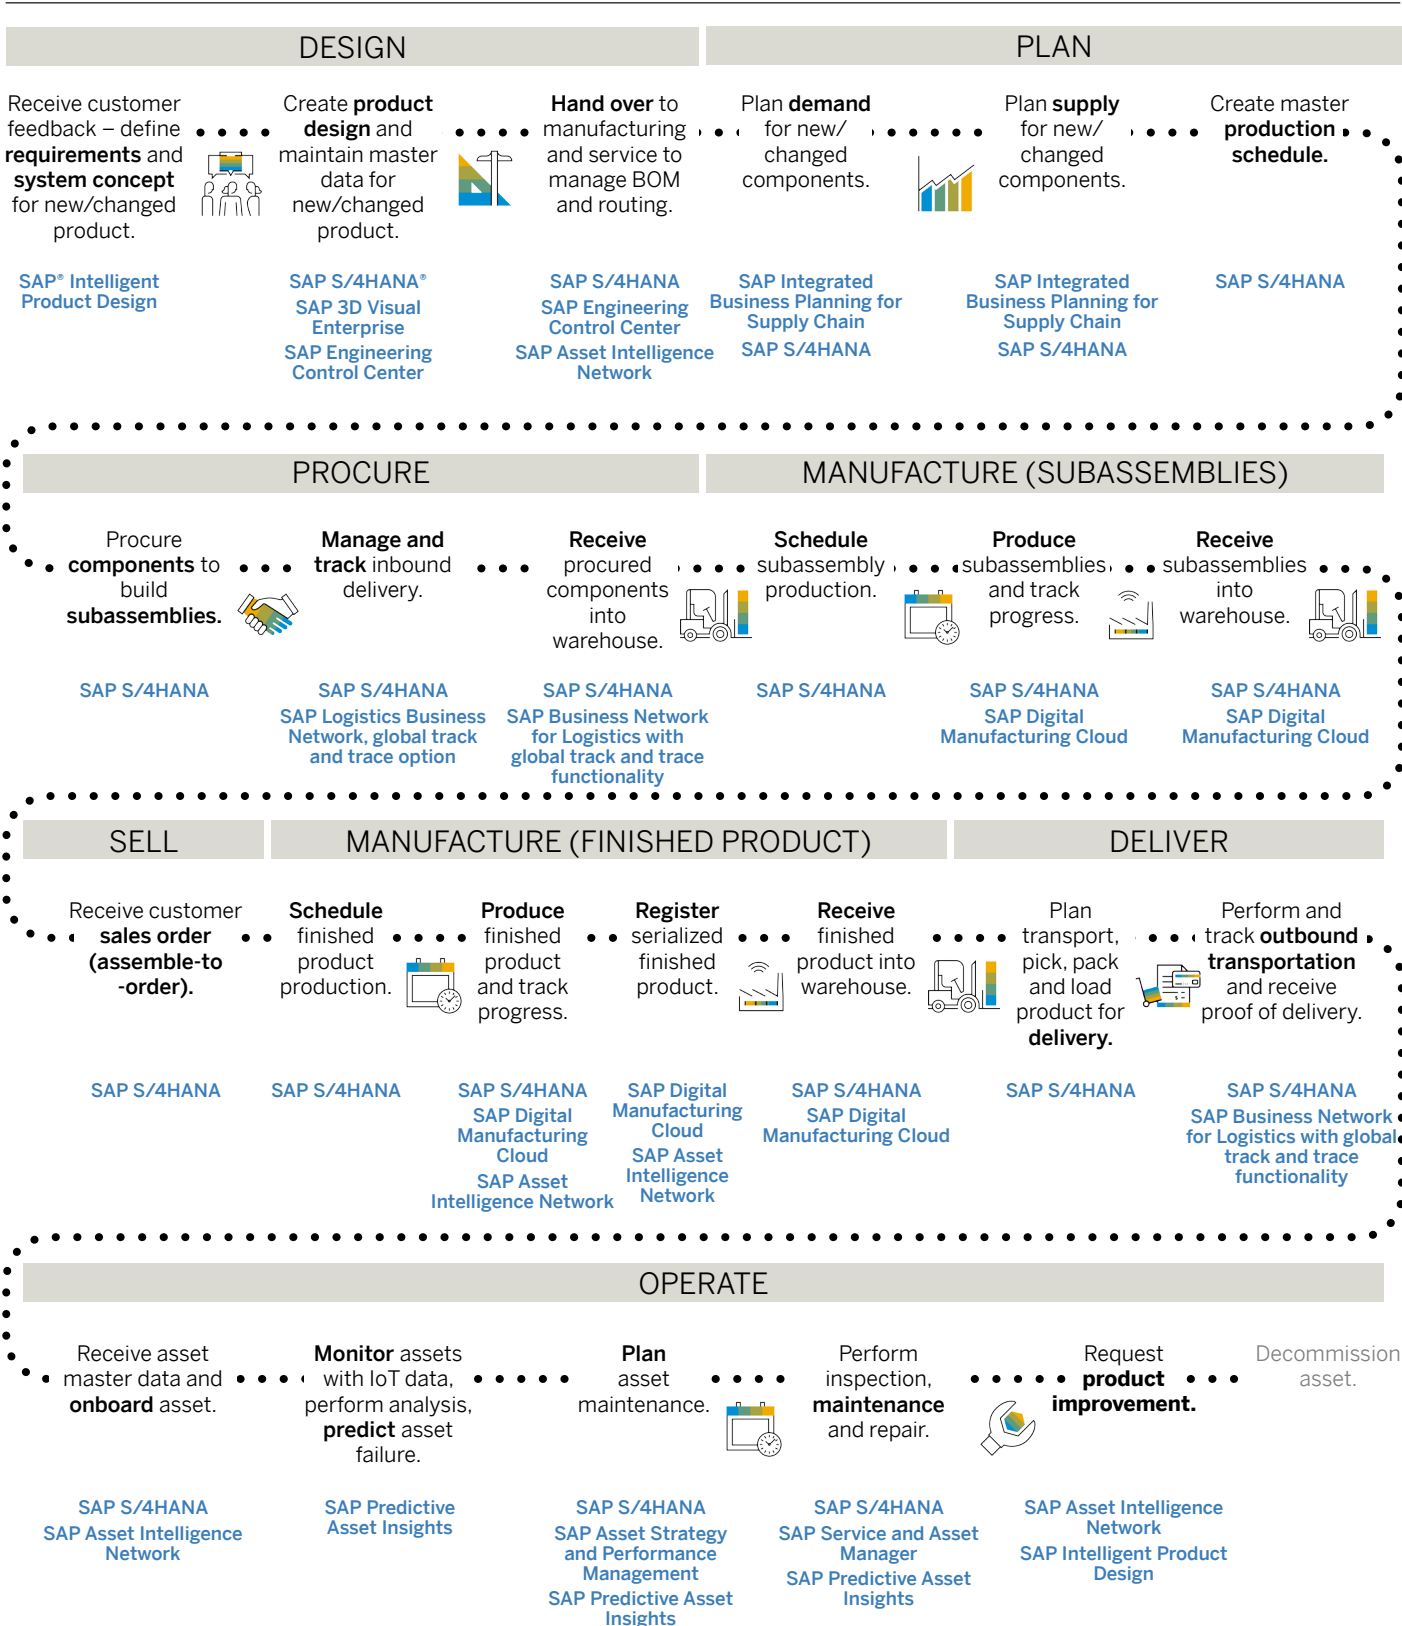 DESIGN
PLAN
Receive customer
feedback – define
requirements and
system concept
for new/changed
product.
Create product
design and
maintain master
data for
new/changed
product.
Hand over to
manufacturing
and service to
manage BOM
and routing.
Plan demand
for new/
changed
components.
Plan supply
for new/
changed
components.
Create master
production
schedule.
SAP® Intelligent
Product Design
SAP S/4HANA®
SAP 3D Visual
Enterprise
SAP Engineering
Control Center
SAP S/4HANA
SAP Engineering
Control Center
SAP Asset Intelligence
Network
SAP Integrated
Business Planning for
Supply Chain
SAP S/4HANA
SAP Integrated
Business Planning for
Supply Chain
SAP S/4HANA
SAP S/4HANA
PROCURE
MANUFACTURE (SUBASSEMBLIES)
Procure
components to
build
subassemblies.
Manage and
track inbound
delivery.
Receive
procured
components
into
warehouse.
Schedule
subassembly
production.
Produce
subassemblies
and track
progress.
Receive
subassemblies
into
warehouse.
SAP S/4HANA
SAP S/4HANA
SAP Logistics Business
Network, global track
and trace option
SAP S/4HANA
SAP Business Network
for Logistics with
global track and trace
functionality
SAP S/4HANA
SAP S/4HANA
SAP Digital
Manufacturing Cloud
SAP S/4HANA
SAP Digital
Manufacturing Cloud
SELL
MANUFACTURE (FINISHED PRODUCT)
DELIVER
Receive customer
sales order
(assemble-to
-order).
Schedule
finished
product
production.
Produce
finished
product
and track
progress.
Register
serialized
finished
product.
Receive
finished
product into
warehouse.
Plan
transport,
pick, pack
and load
product for
delivery.
Perform and
track outbound
transportation
and receive
proof of delivery.
SAP S/4HANA
SAP S/4HANA
SAP S/4HANA
SAP Digital
Manufacturing
Cloud
SAP Asset
Intelligence Network
SAP Digital
Manufacturing
Cloud
SAP Asset
Intelligence
Network
SAP S/4HANA
SAP Digital
Manufacturing Cloud
SAP S/4HANA
SAP S/4HANA
SAP Business Network
for Logistics with global
track and trace
functionality
OPERATE
Receive asset
master data and
onboard asset.
Monitor assets
with IoT data,
perform analysis,
predict asset
failure.
Plan
asset
maintenance.
Perform
inspection,
maintenance
and repair.
Request
product
improvement.
Decommission
asset.
SAP S/4HANA
SAP Asset Intelligence
Network
SAP Predictive
Asset Insights
SAP S/4HANA
SAP Asset Strategy
and Performance
Management
SAP Predictive Asset
Insights
SAP S/4HANA
SAP Service and Asset
Manager
SAP Predictive Asset
Insights
SAP Asset Intelligence
Network
SAP Intelligent Product
Design